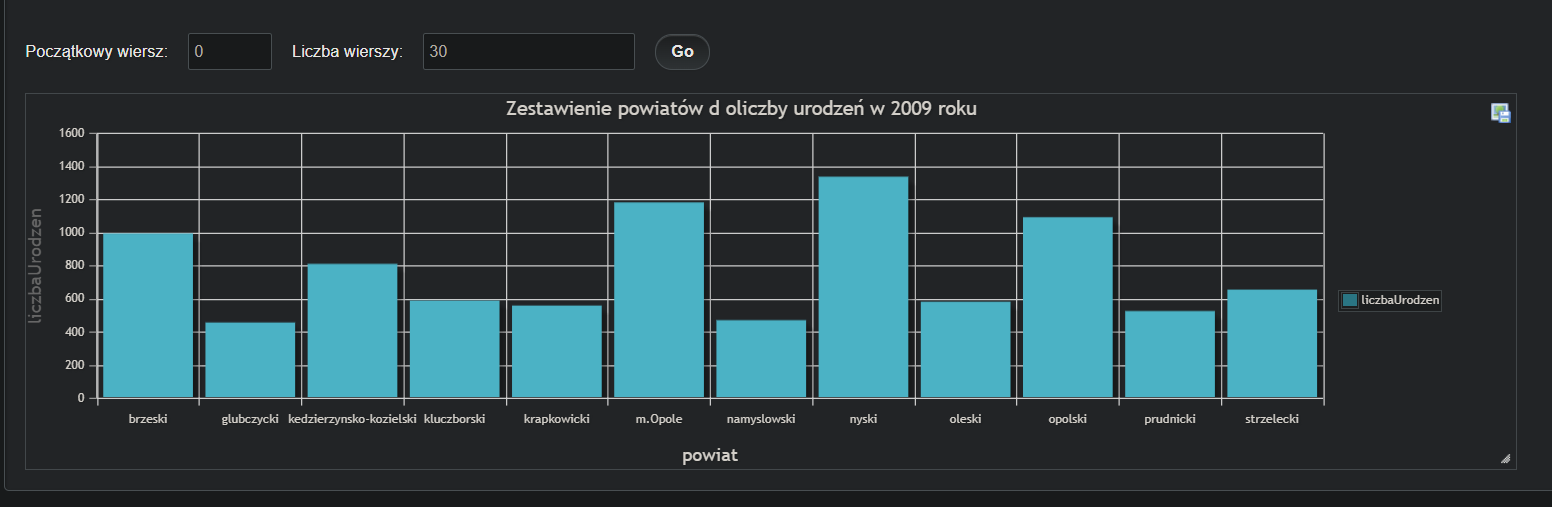 Początkowy wiersz: 0 Liczba wierszy: 30 Go
Zestawienie powiatów d oliczby urodzeń w 2009 roku
1600
1400
1200
1000
800
600
400
200
0
liczbaUrodzen
liczbaUrodzen
brzeski glubczycki kedzierzynsko-kozielski kluczborski krapkowicki m.Opole namyslowski nyski oleski opolski prudnicki strzelecki
powiat